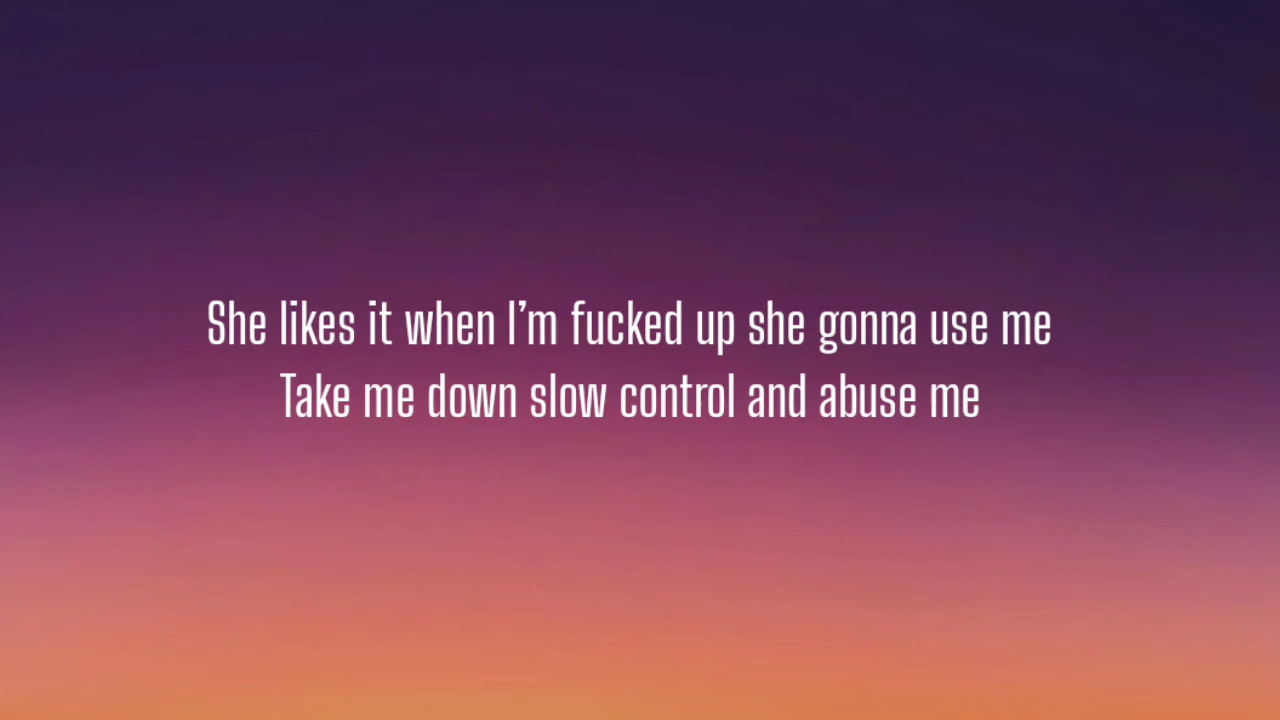 She likes it when I’m fucked up she gonna use me
Take me down slow control and abuse me